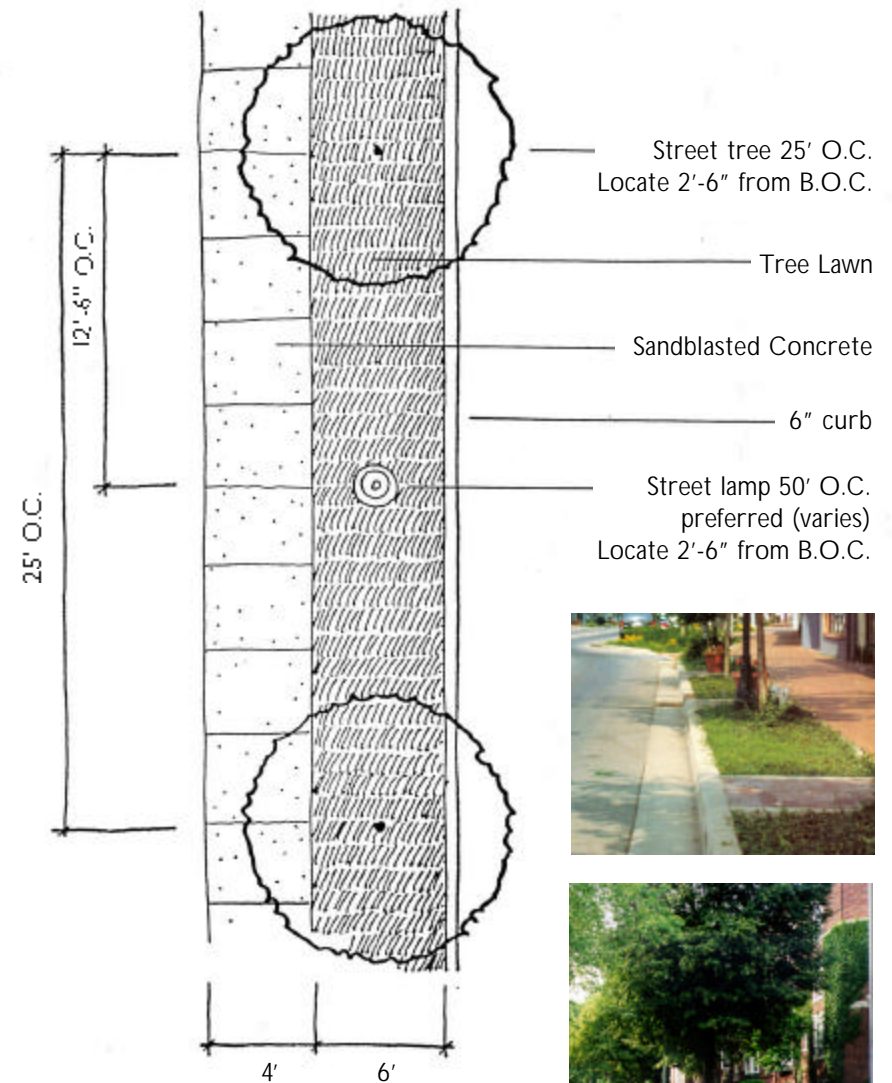 Street tree 25' O.C.
Locate 2'-6" from B.O.C.
Tree Lawn
12'-6" O.C.
Sandblasted Concrete
6" curb
25' O.C.
Street lamp 50' O.C.
preferred (varies)
Locate 2'-6" from B.O.C.
4'
6'